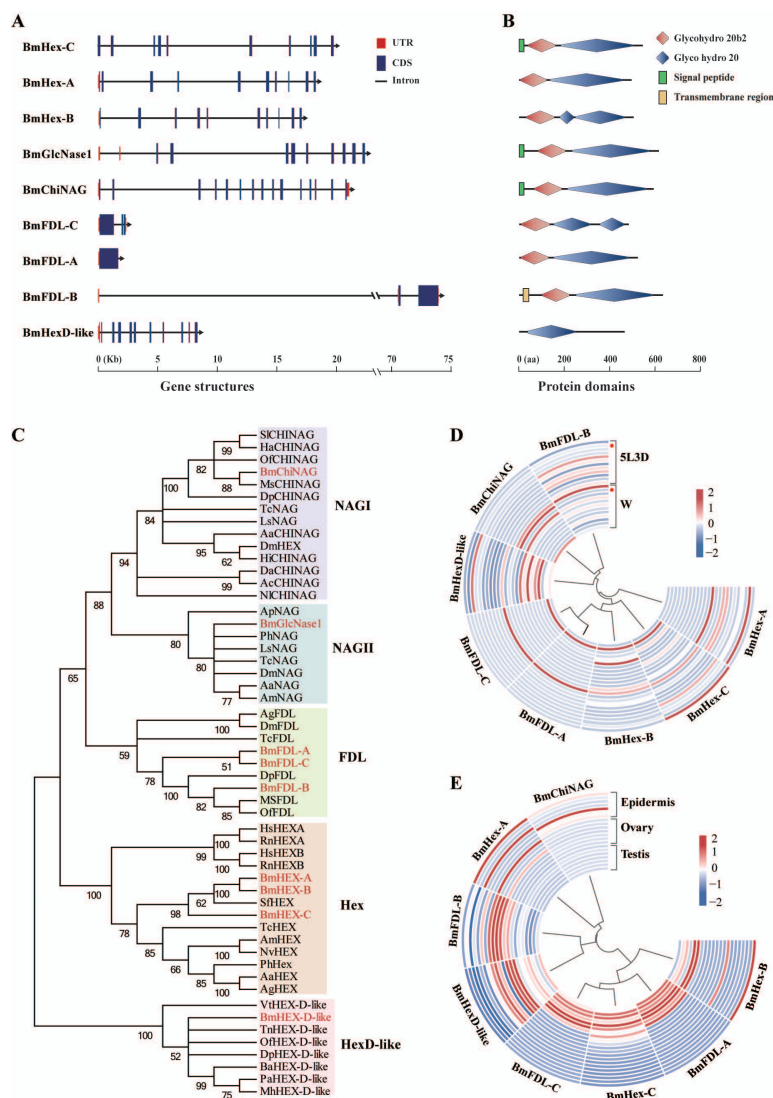 A
BmHex-C
BmHex-A
BmHex-B
BmGlcNase1
BmChiNAG
BmFDL-C
BmFDL-A
BmFDL-B
BmHexD-like
UTR
CDS
Intron
0 (Kb) 5 10 15 20 70 75
Gene structures
B
Glycohydro 20b2
Glyco hydro 20
Signal peptide
Transmembrane region
0 (aa) 200 400 600 800
Protein domains
C
SlCHINAG
HaCHINAG
OfCHINAG
BmChiNAG
MsCHINAG
DpCHINAG
TcNAG
LsNAG
AaCHINAG
DmHEX
HiCHINAG
DaCHINAG
AcCHINAG
NlCHINAG
NAGI
ApNAG
BmGlcNase1
PhNAG
LsNAG
TcNAG
DmNAG
AaNAG
AmNAG
NAGII
AgFDL
DmFDL
TcFDL
BmFDL-A
BmFDL-C
DpFDL
BmFDL-B
MSFDL
OfFDL
FDL
HsHEXA
RnHEXA
HsHEXB
RnHEXB
BmHEX-A
BmHEX-B
SfHEX
BmHEX-C
TcHEX
AmHEX
NvHEX
PhHex
AaHEX
AgHEX
Hex
VtHEX-D-like
BmHEX-D-like
TnHEX-D-like
OfHEX-D-like
DpHEX-D-like
BaHEX-D-like
PaHEX-D-like
MhHEX-D-like
HexD-like
99
82
88
100
84
95
62
94
99
88
80
80
77
65
100
59
51
78
100
82
85
100
99
100
100
62
100
98
78
85
100
66
85
100
100
52
99
75
D
BmFDL-B
BmChiNAG
BmHexD-like
BmFDL-C
BmFDL-A
BmHex-B
BmHex-C
BmHex-A
5L3D
W
2
1
0
−1
−2
E
BmChiNAG
BmHex-A
BmFDL-B
BmHexD-like
BmFDL-C
BmHex-C
BmFDL-A
BmHex-B
Epidermis
Ovary
Testis
2
1
0
−1
−2